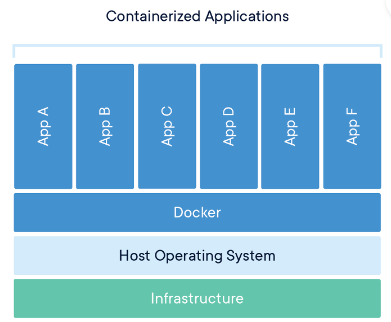 Containerized Applications
App A
App B
App C
App D
App E
App F
Docker
Host Operating System
Infrastructure